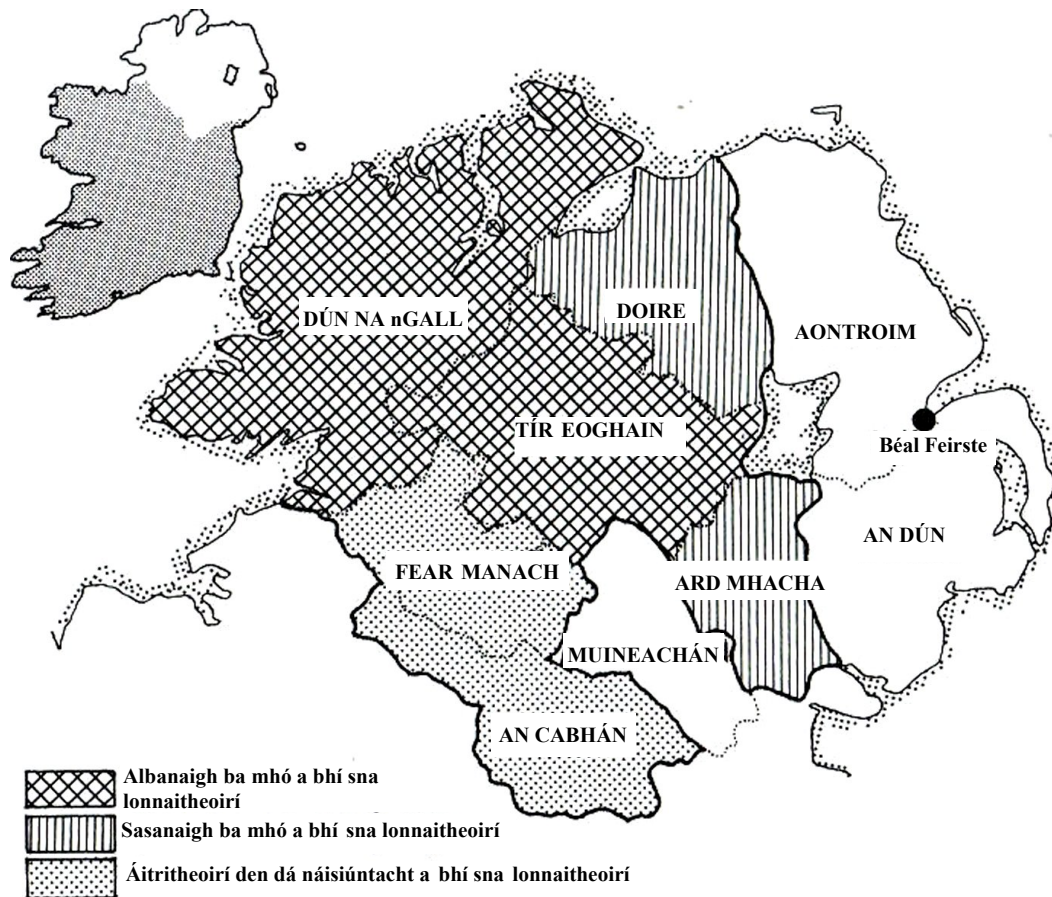 DÚN NA nGALL
DOIRE
AONTROIM
TÍR EOGHAIN
Béal Feirste
AN DÚN
FEAR MANACH
ARD MHACHA
MUINEACHÁN
AN CABHÁN
Albanaigh ba mhó a bhí sna
lonnaitheoirí
Sasanaigh ba mhó a bhí sna lonnaitheoirí
Áitritheoirí den dá náisiúntacht a bhí sna lonnaitheoirí